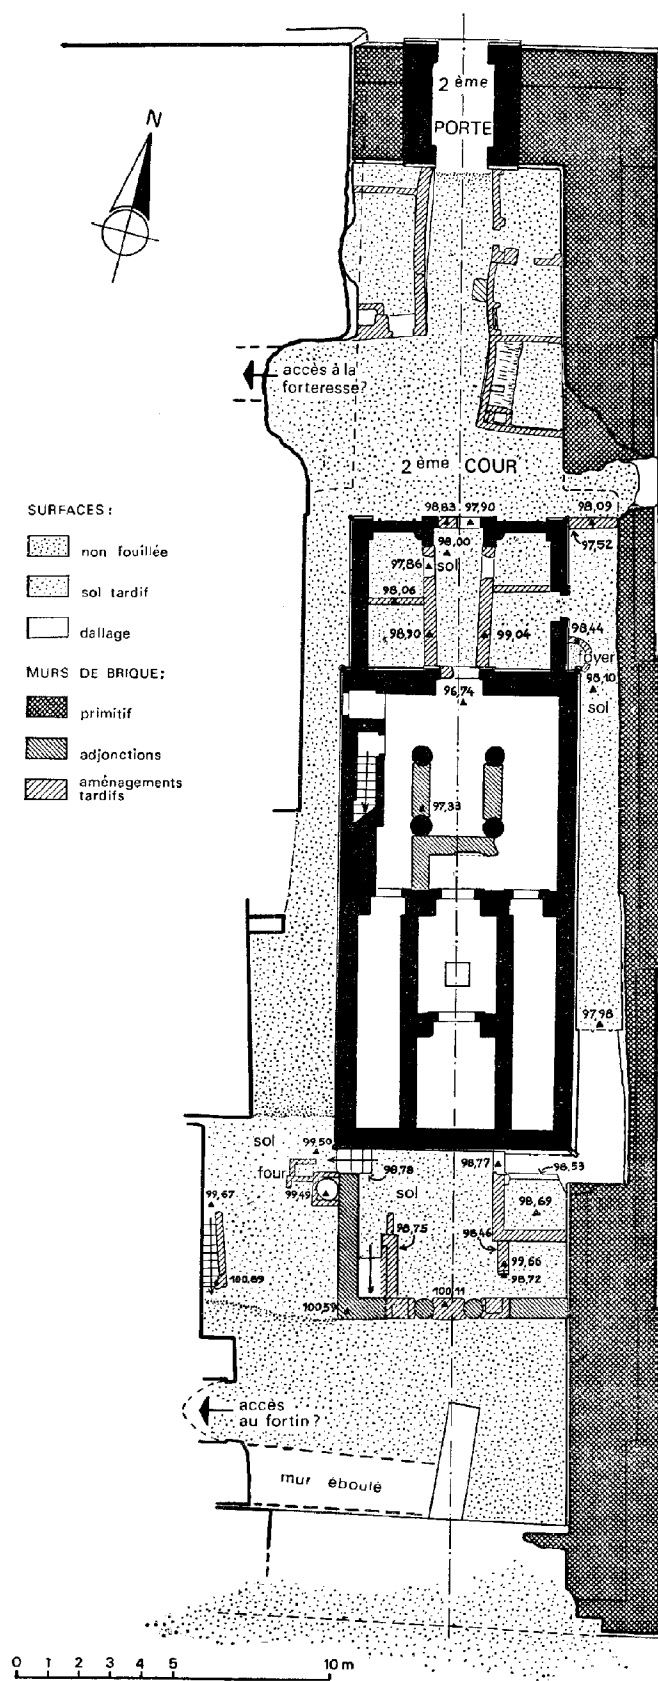 2 ème
PORTE
N
accès à la
forteresse?
2 ème COUR
SURFACES:
non fouillée
sol tardif
dallage
MURS DE BRIQUE:
primitif
adjonctions
aménagements
tardifs
98,83 97,90 98,09
98,00 97,52
97,86 sol
98,06
98,90 99,04 98,44
foyer
98,10
96,74 sol
97,33
97,98
sol
99,50
four 98,78 98,77 98,53
99,49 sol
99,67 98,69
98,75 98,46
99,66
100,89 98,72
100,11
100,59
accès
au fortin?
mur éboulé
0 1 2 3 4 5 10 m